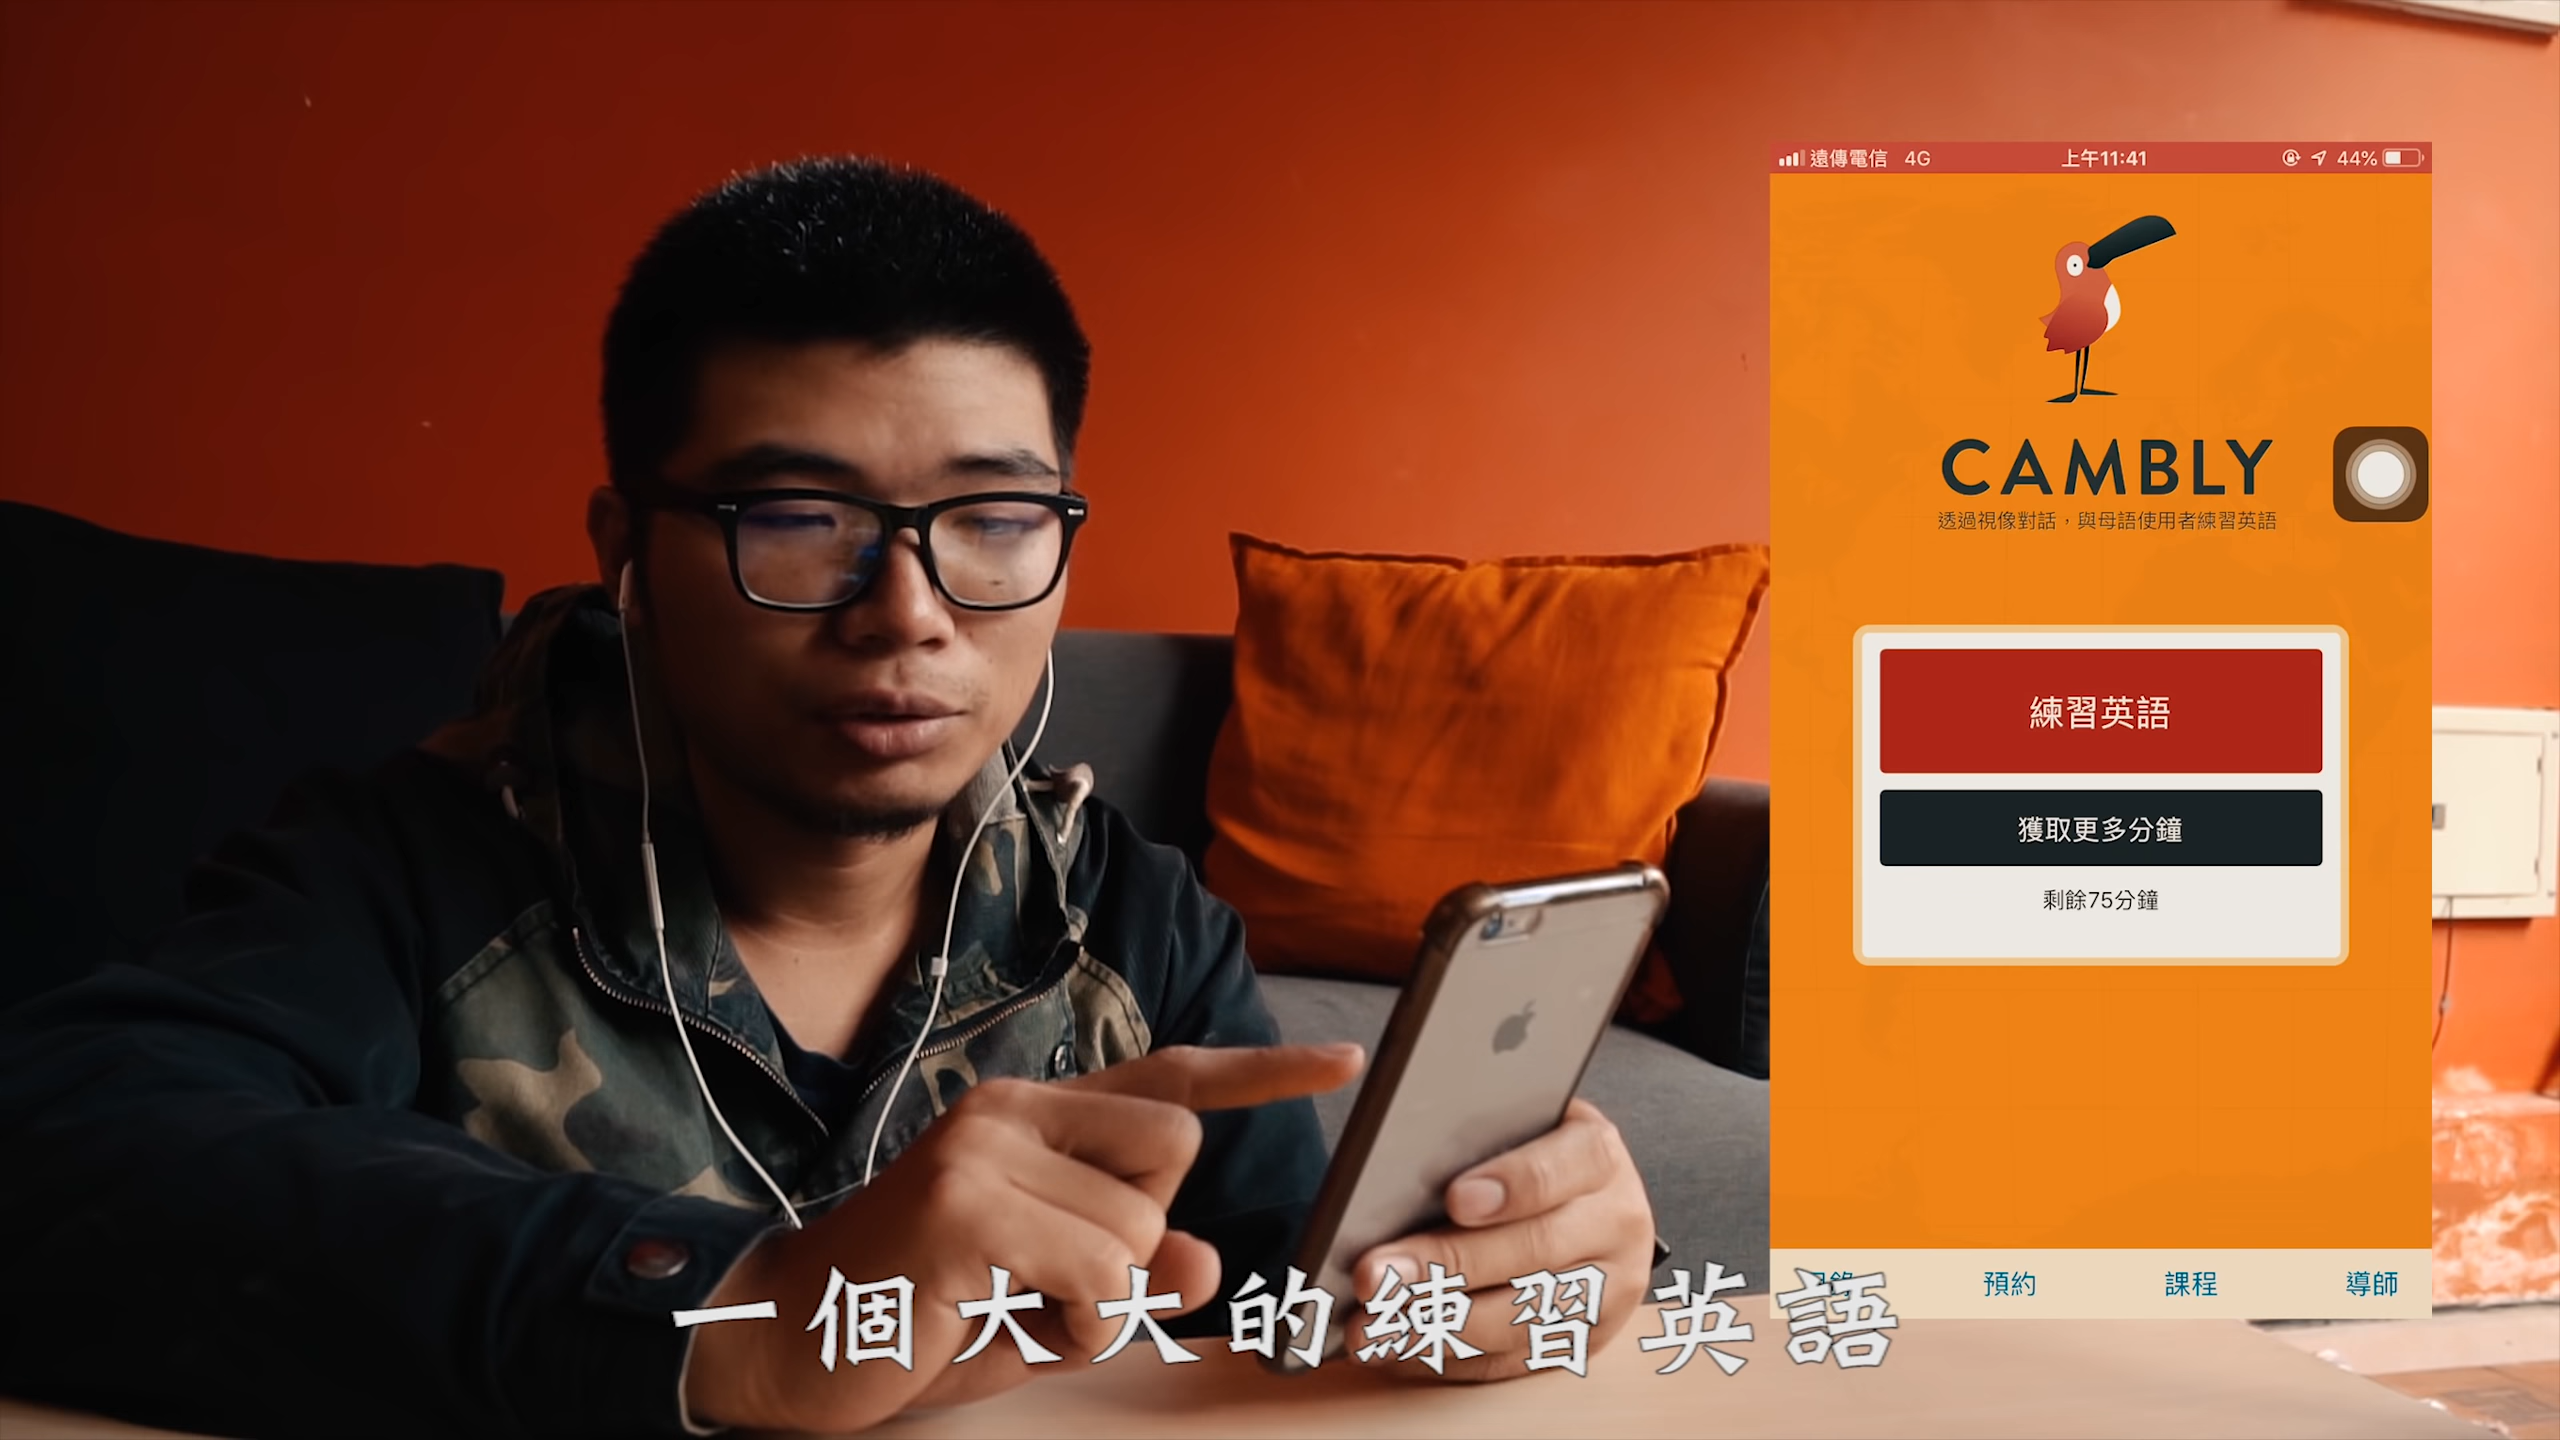 遠傳電信 4G 上午11:41 44%
CAMBLY
透過視像對話，與母語使用者練習英語
練習英語
獲取更多分鐘
剩餘75分鐘
預約 課程 導師
一個大大的練習英語